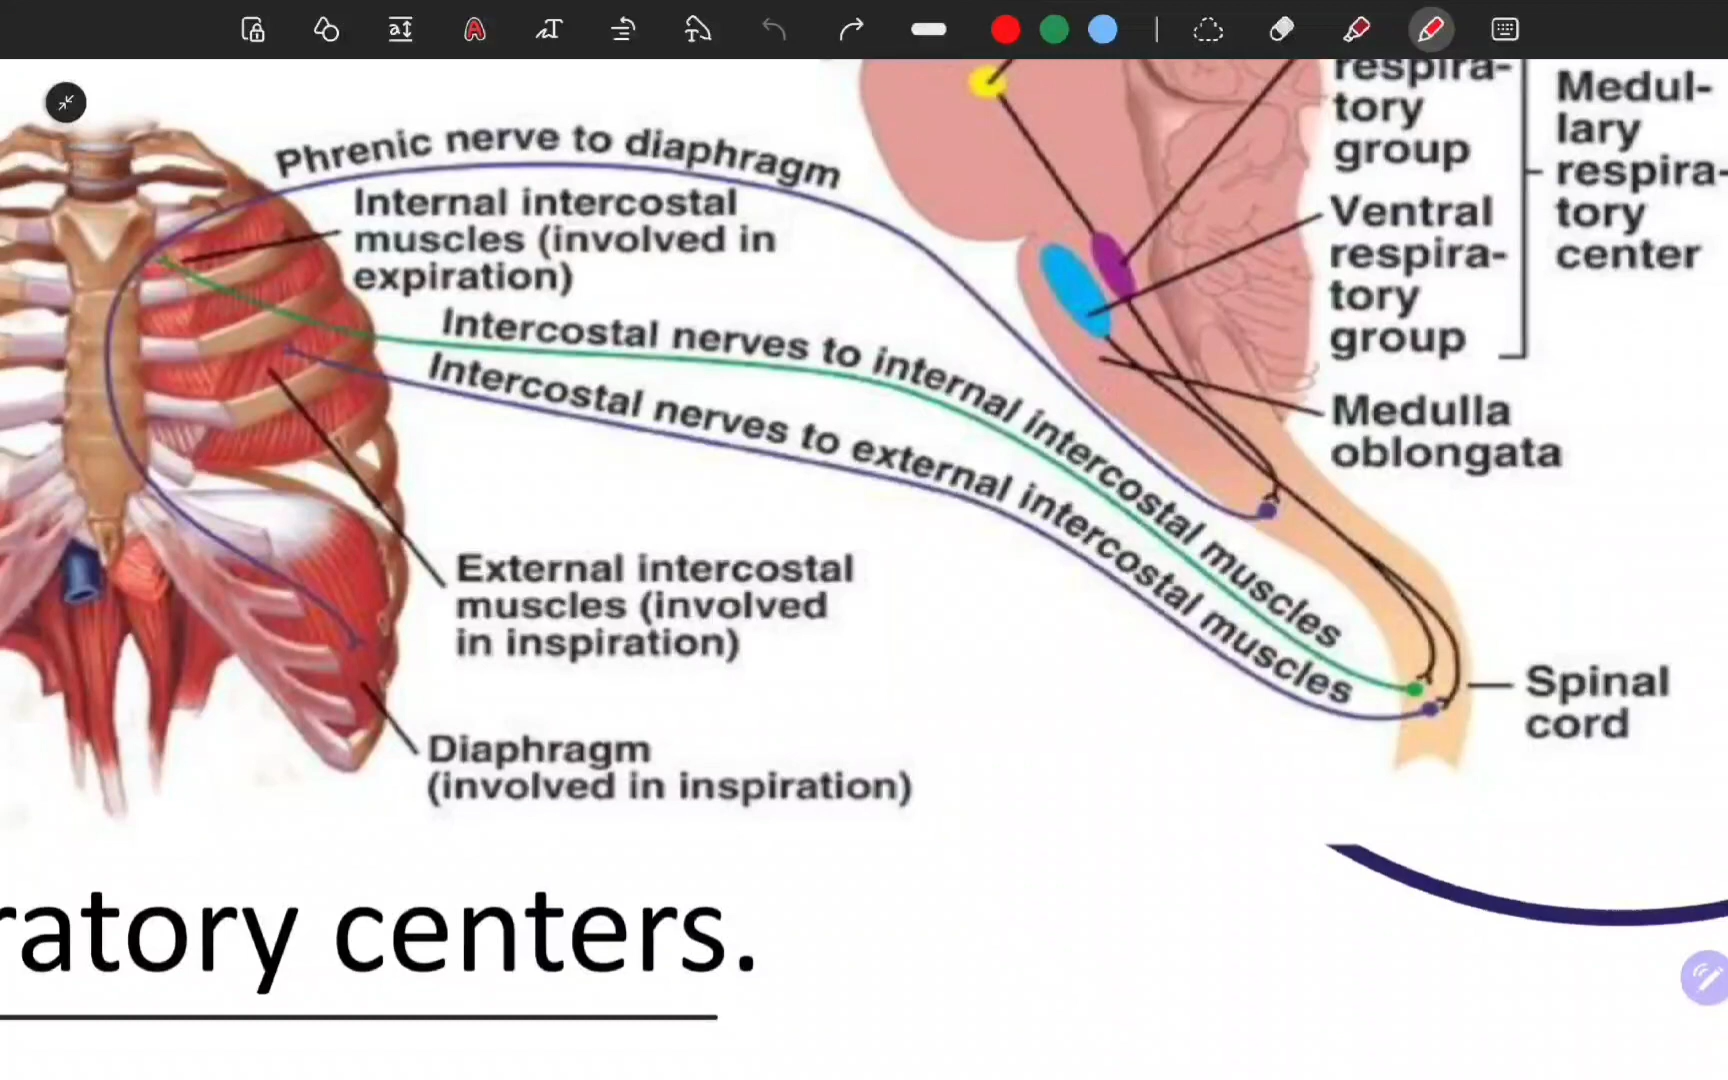 Phrenic nerve to diaphragm
Internal intercostal
muscles (involved in
expiration)
Intercostal nerves to internal intercostal muscles
Intercostal nerves to external intercostal muscles
External intercostal
muscles (involved
in inspiration)
Diaphragm
(involved in inspiration)
respira-
tory
group
Ventral
respira-
tory
group
Medul-
lary
respira-
tory
center
Medulla
oblongata
Spinal
cord
ratory centers.